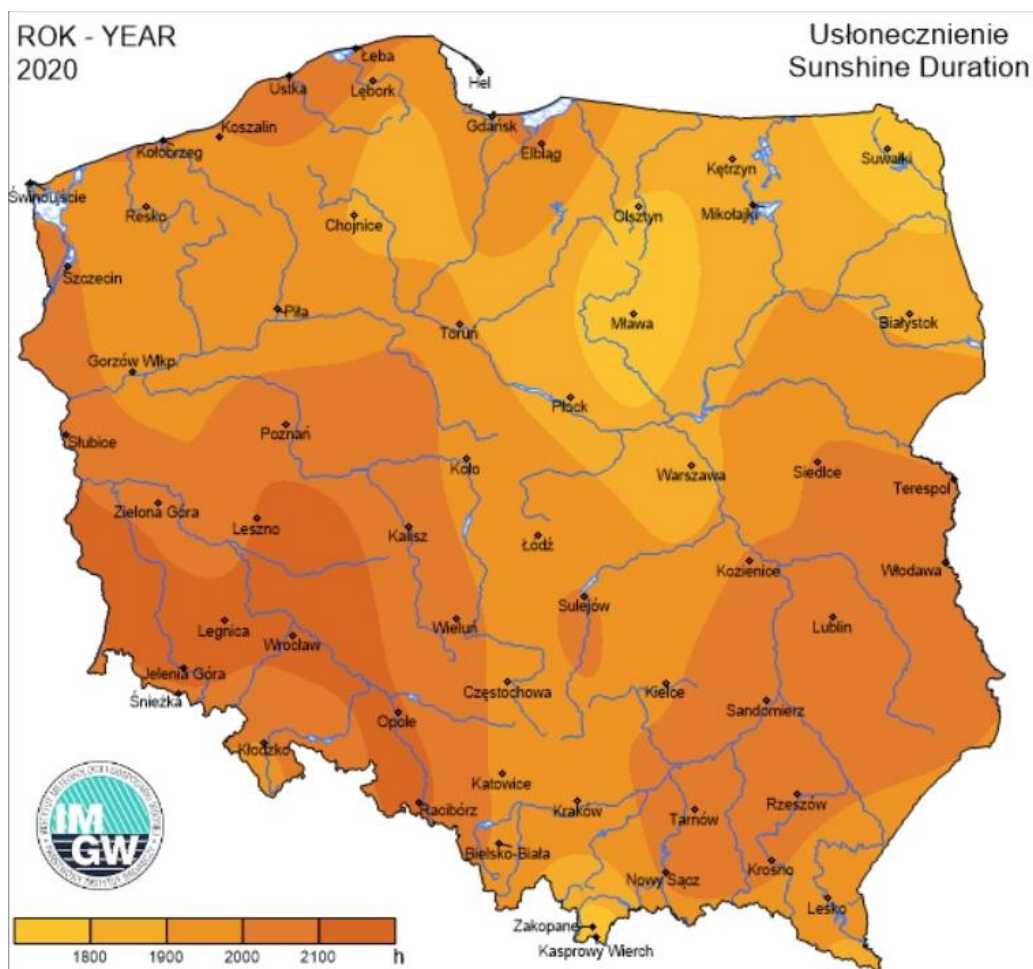 ROK - YEAR
2020
Usłonecznienie
Sunshine Duration
Łeba
Ustka
Lębork
Hel
Gdańsk
Koszalin
Kołobrzeg
Elbląg
Suwałki
Kętrzyn
Świnoujście
Resko
Chojnice
Olsztyn
Mikołajki
Szczecin
Piła
Toruń
Mława
Białystok
Gorzów Wlkp.
Płock
Słubice
Poznań
Koło
Warszawa
Siedlce
Terespol
Zielona Góra
Leszno
Kalisz
Łódź
Kozienice
Włodawa
Sulejów
Legnica
Wrocław
Wieluń
Lublin
Jelenia Góra
Śnieżka
Częstochowa
Kielce
Sandomierz
Opole
Kłodzko
Katowice
Racibórz
Kraków
Tarnów
Rzeszów
Bielsko-Biała
Nowy Sącz
Krosno
Lesko
Zakopane
Kasprowy Wierch
IM
GW
1800 1900 2000 2100 h